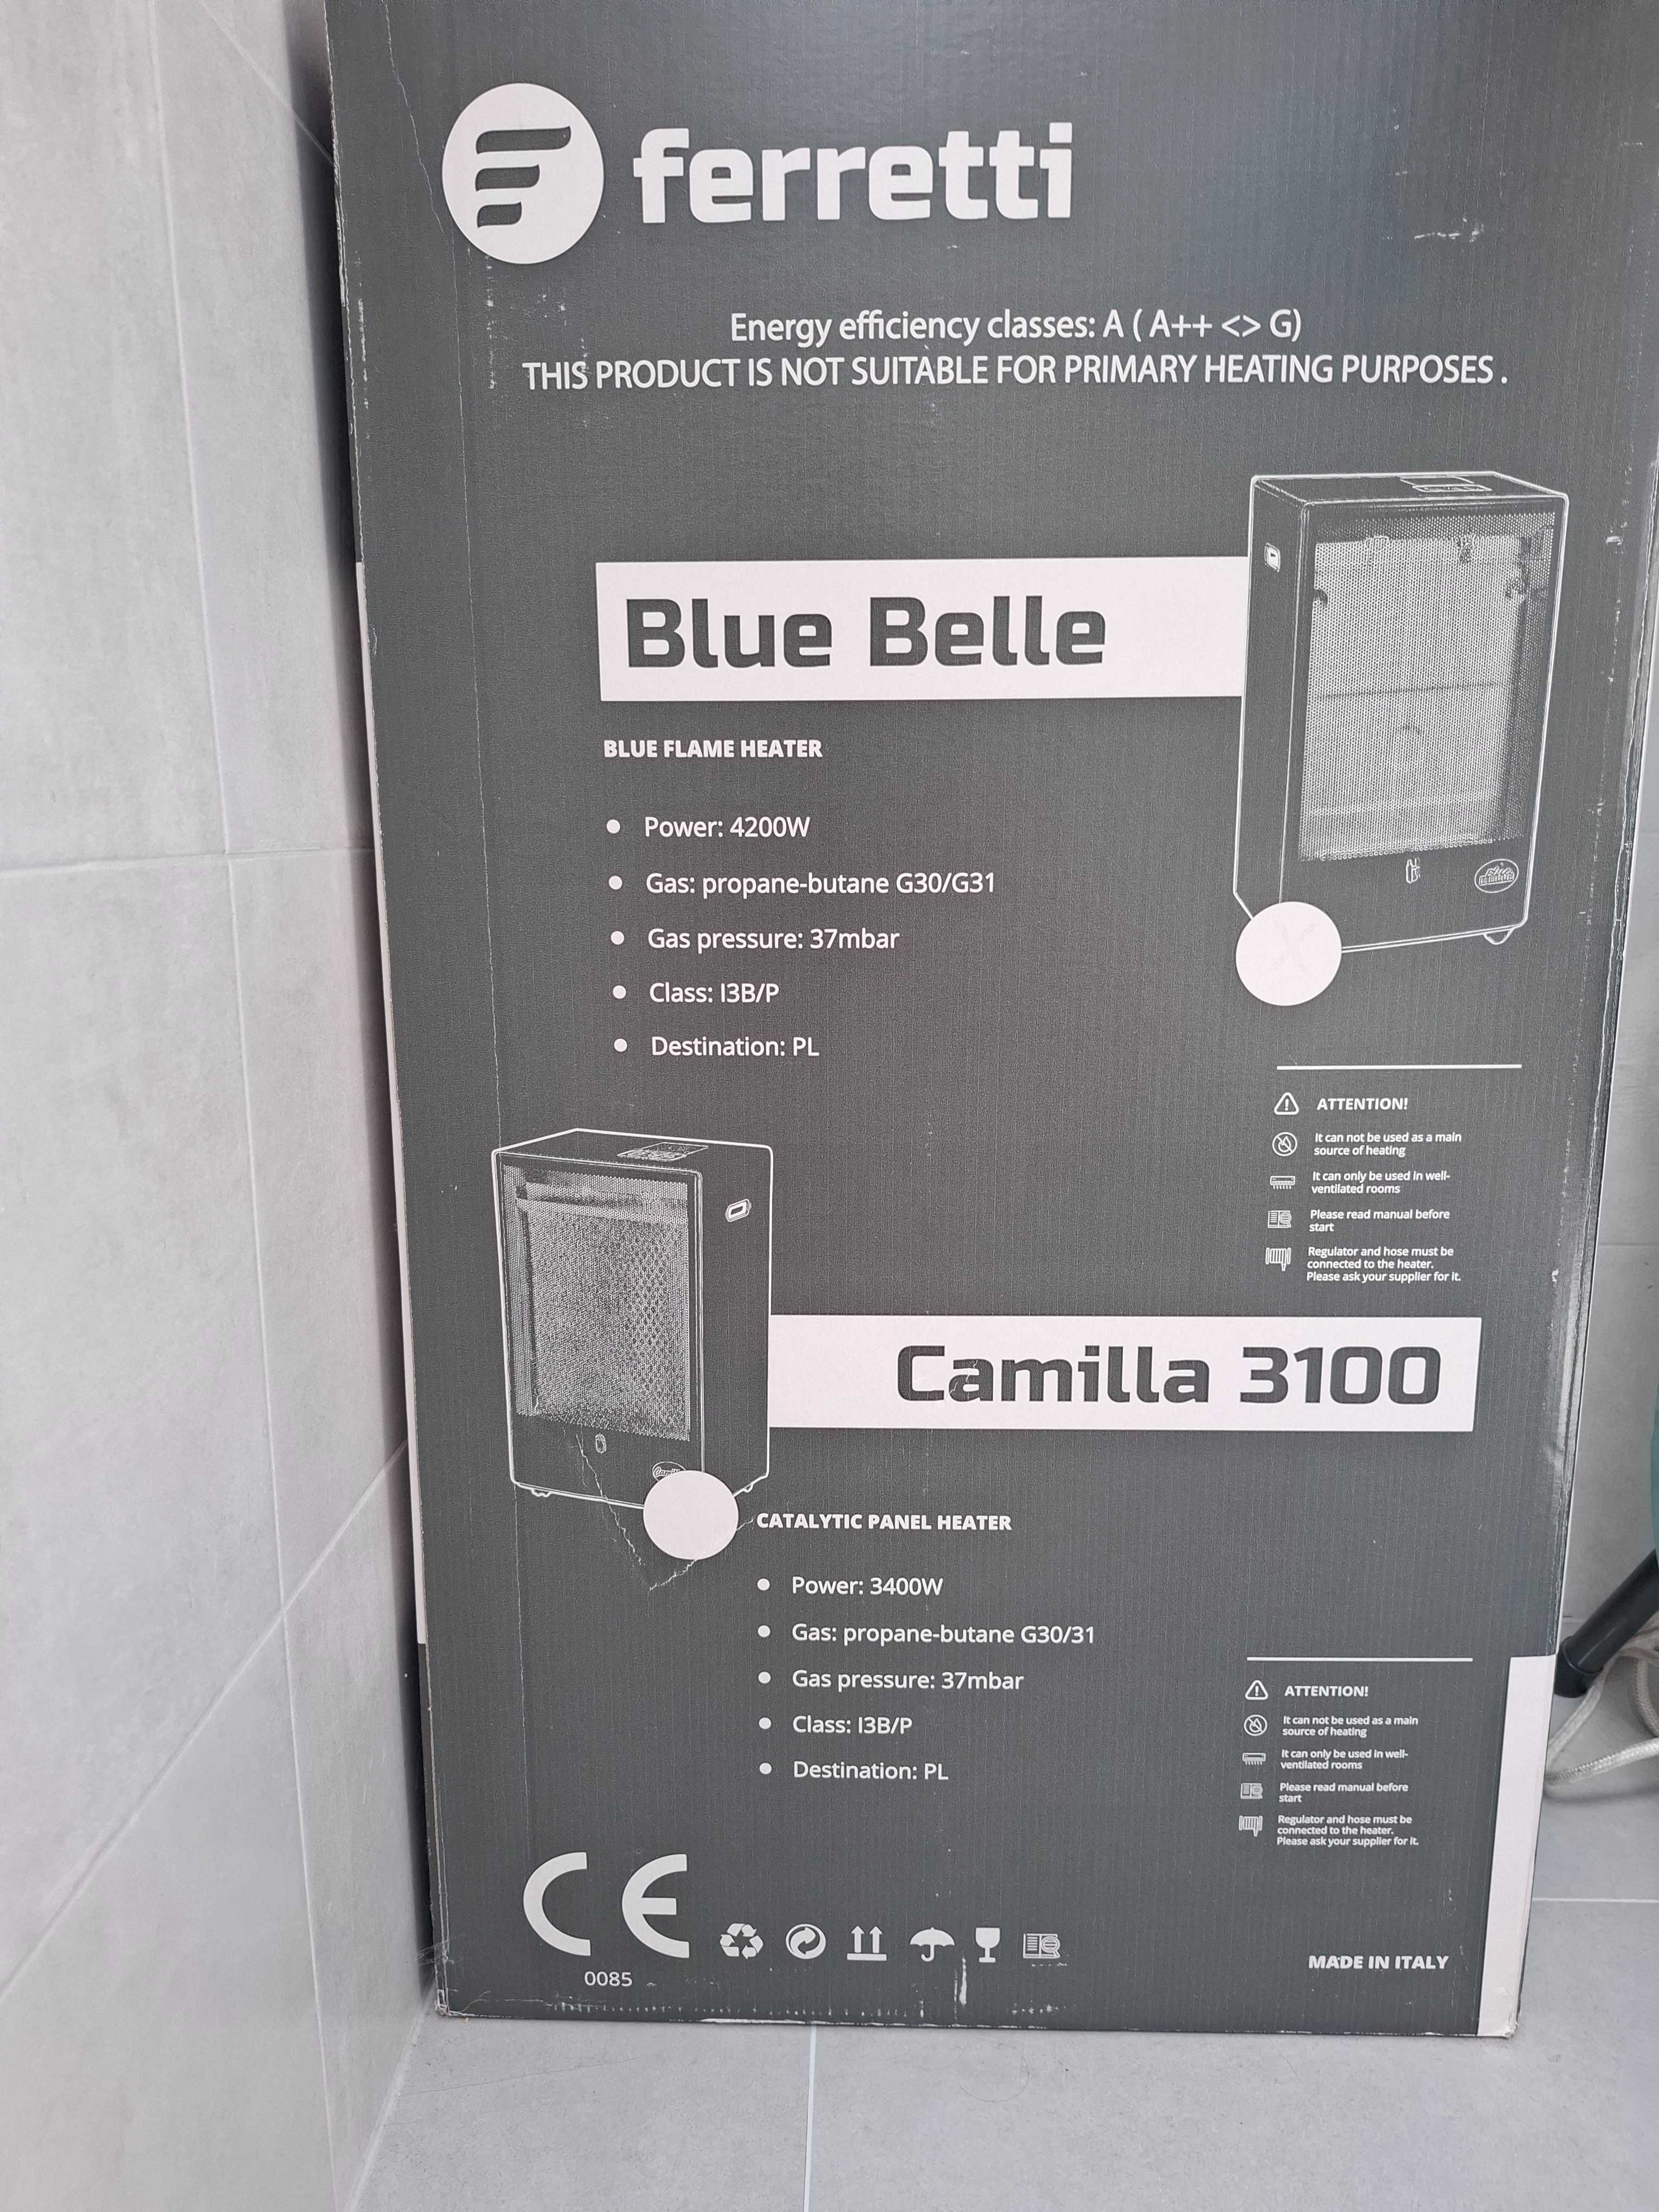 ferretti
Energy efficiency classes: A ( A++ <> G)
THIS PRODUCT IS NOT SUITABLE FOR PRIMARY HEATING PURPOSES .
Blue Belle
BLUE FLAME HEATER
• Power: 4200W
• Gas: propane-butane G30/G31
• Gas pressure: 37mbar
• Class: I3B/P
• Destination: PL
X
ATTENTION!
It can not be used as a main
source of heating
It can only be used in well-
ventilated rooms
Please read manual before
start
Regulator and hose must be
connected to the heater.
Please ask your supplier for it.
Camilla 3100
CATALYTIC PANEL HEATER
• Power: 3400W
• Gas: propane-butane G30/31
• Gas pressure: 37mbar
• Class: I3B/P
• Destination: PL
ATTENTION!
It can not be used as a main
source of heating
It can only be used in well-
ventilated rooms
Please read manual before
start
Regulator and hose must be
connected to the heater.
Please ask your supplier for it.
CE
0085
MADE IN ITALY